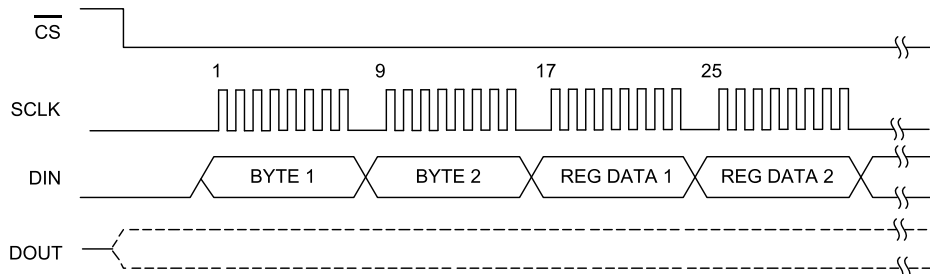 CS
1 9 17 25
SCLK
DIN BYTE 1 BYTE 2 REG DATA 1 REG DATA 2
DOUT